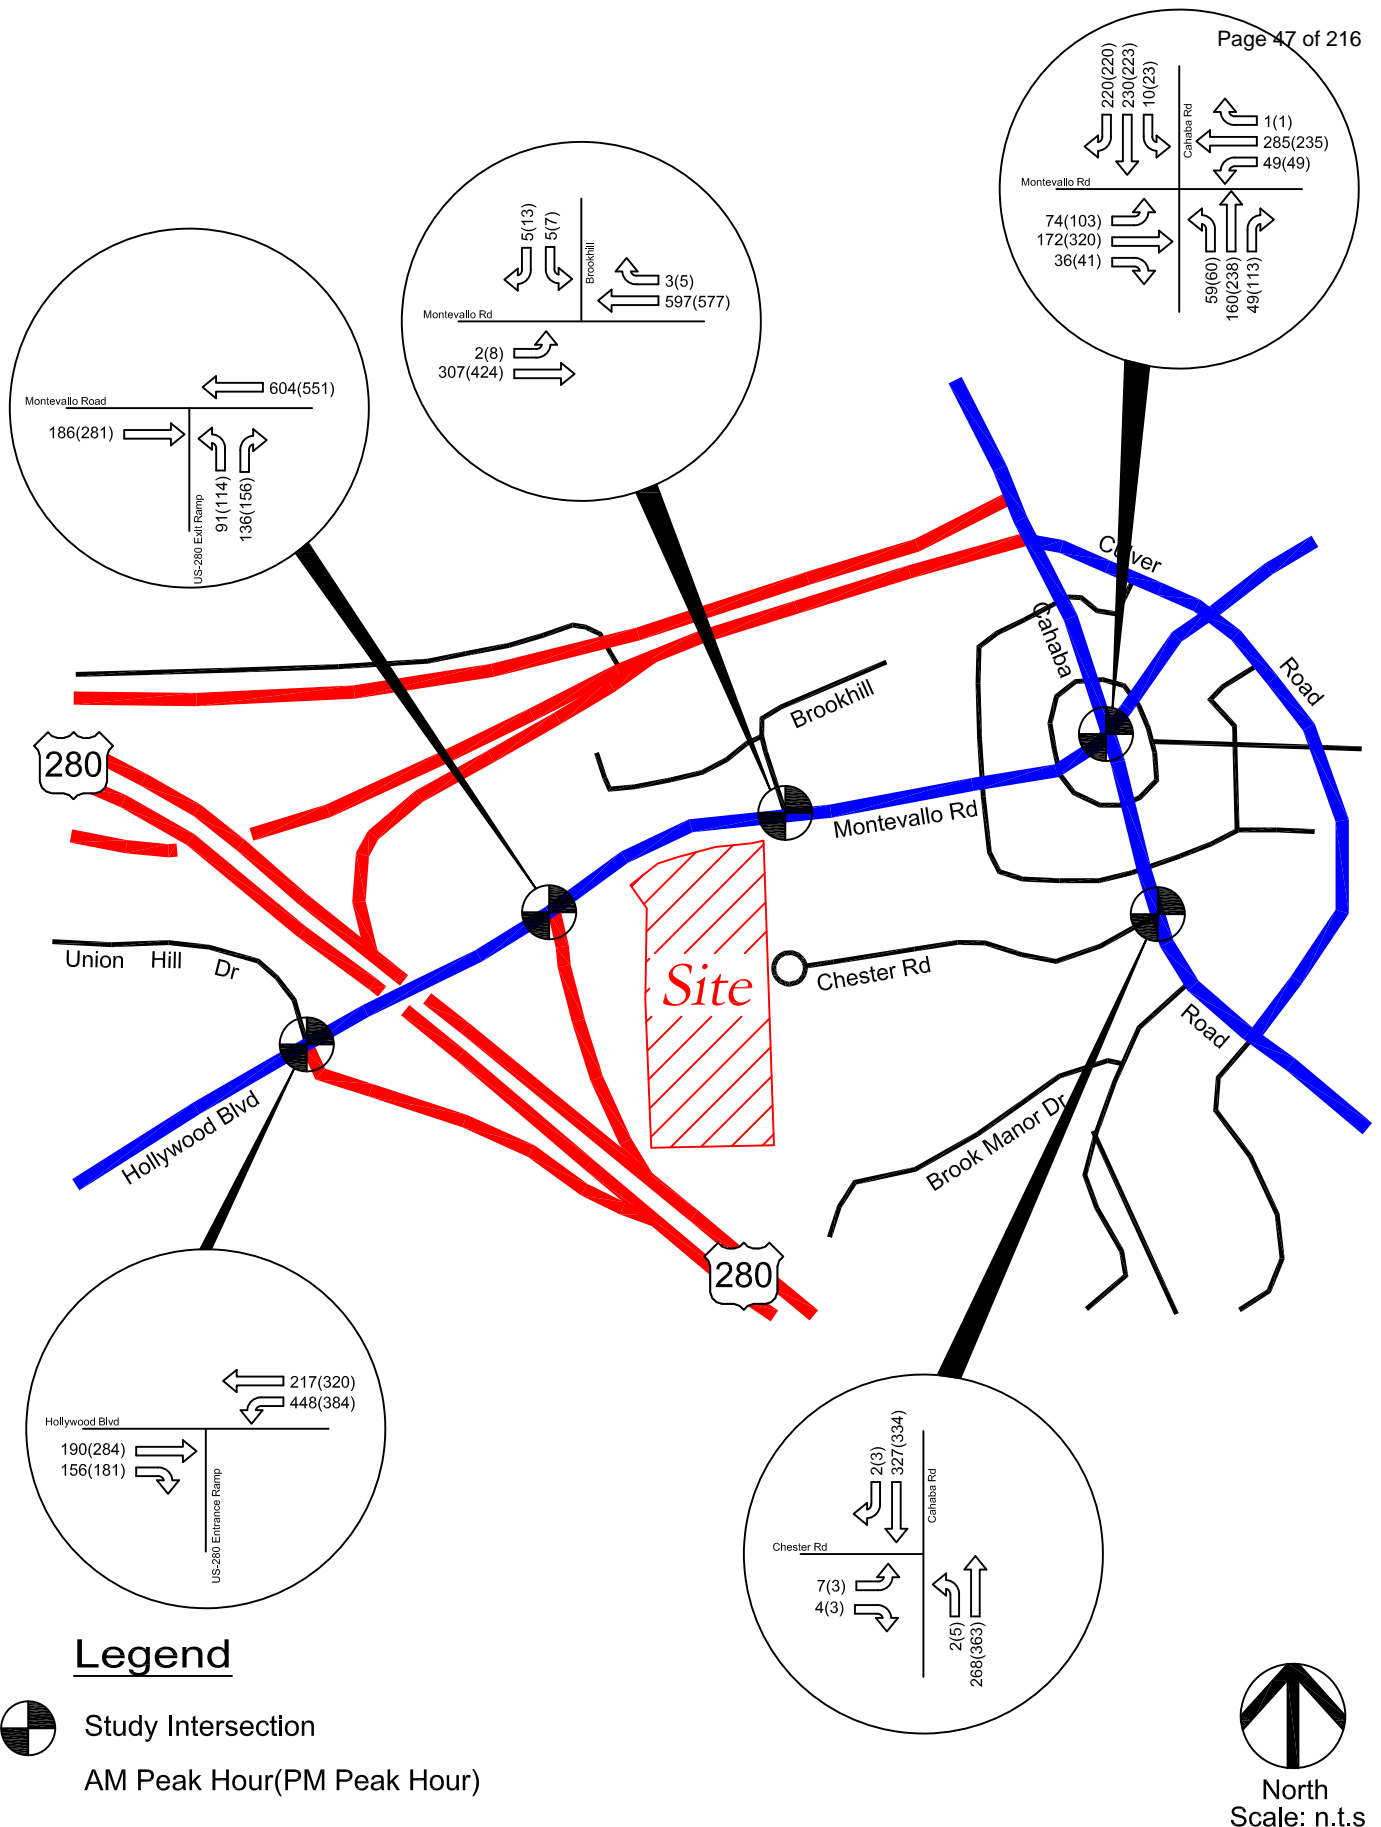 Page 47 of 216
220(220)
230(223)
10(23)
Cahaba Rd
1(1)
285(235)
49(49)
Montevallo Rd
74(103)
172(320)
36(41)
59(60)
160(238)
49(113)
5(13)
5(7)
Brookhill
3(5)
597(577)
Montevallo Rd
2(8)
307(424)
604(551)
Montevallo Road
186(281)
91(114)
136(156)
US-280 Exit Ramp
Culver
Road
Cahaba
Brookhill
280
Montevallo Rd
Union Hill Dr
Site
Chester Rd
Road
Hollywood Blvd
Brook Manor Dr
280
217(320)
448(384)
Hollywood Blvd
190(284)
156(181)
US-280 Entrance Ramp
2(3)
327(334)
Cahaba Rd
Chester Rd
7(3)
4(3)
2(5)
268(363)
Legend
Study Intersection
AM Peak Hour(PM Peak Hour)
North
Scale: n.t.s